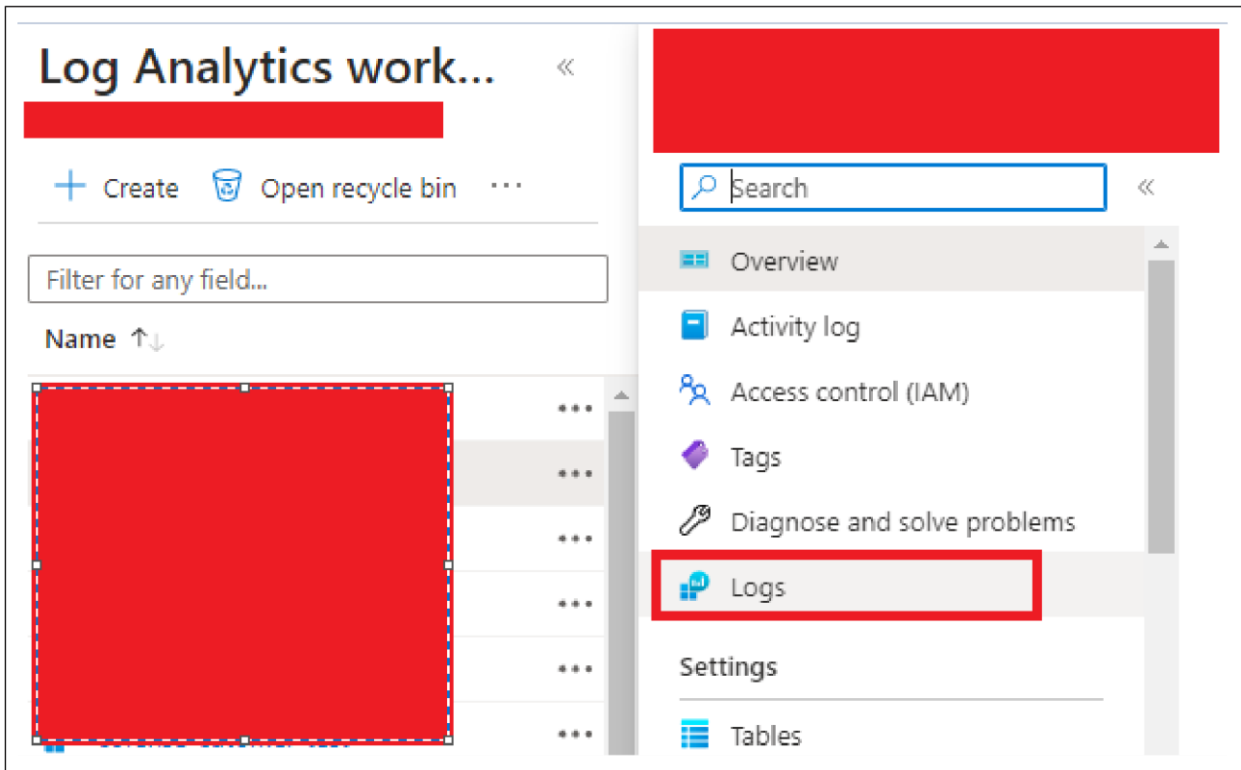 Log Analytics work...
Create
Open recycle bin
Filter for any field...
Name
Search
Overview
Activity log
Access control (IAM)
Tags
Diagnose and solve problems
Logs
Settings
Tables